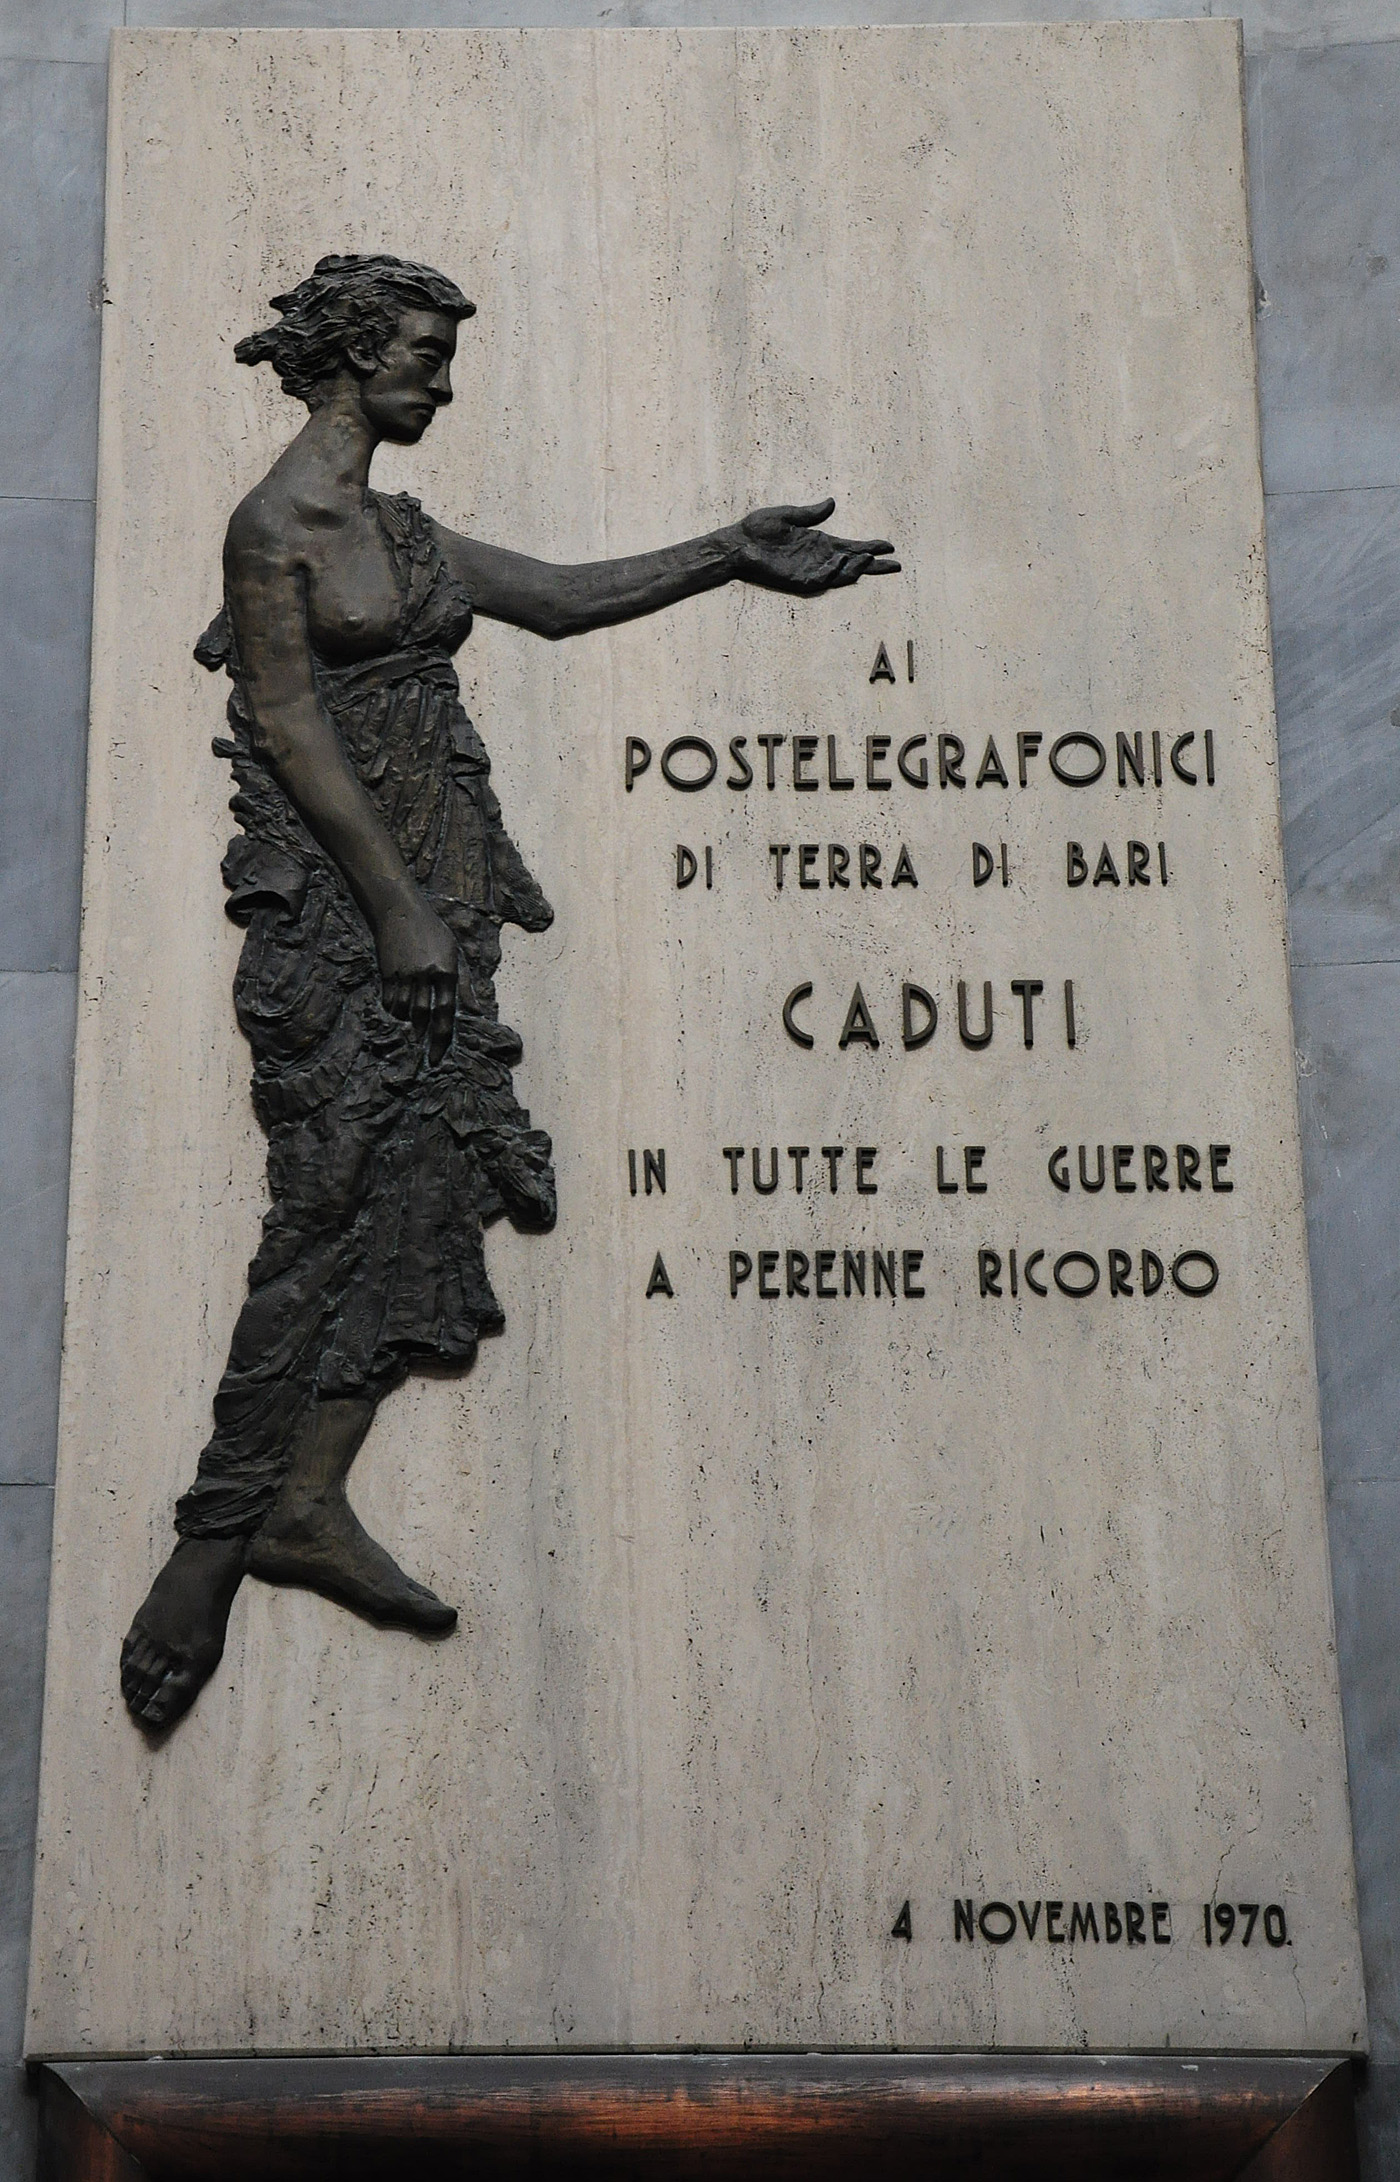 AI
POSTELEGRAFONICI
DI TERRA DI BARI
CADUTI
IN TUTTE LE GUERRE
A PERENNE RICORDO
4 NOVEMBRE 1970